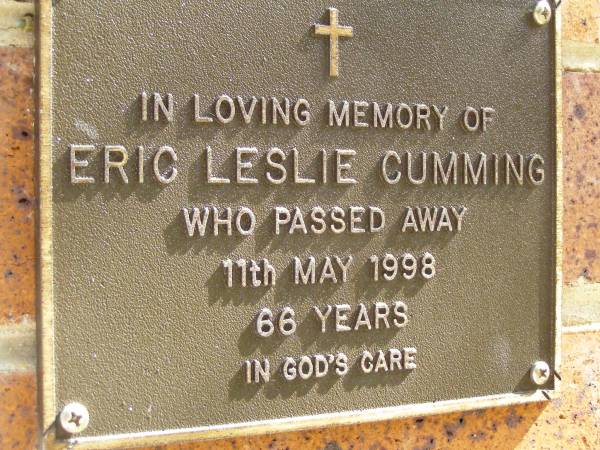 IN LOVING MEMORY OF
ERIC LESLIE CUMMING
WHO PASSED AWAY
11th MAY 1998
66 YEARS
IN GOD'S CARE